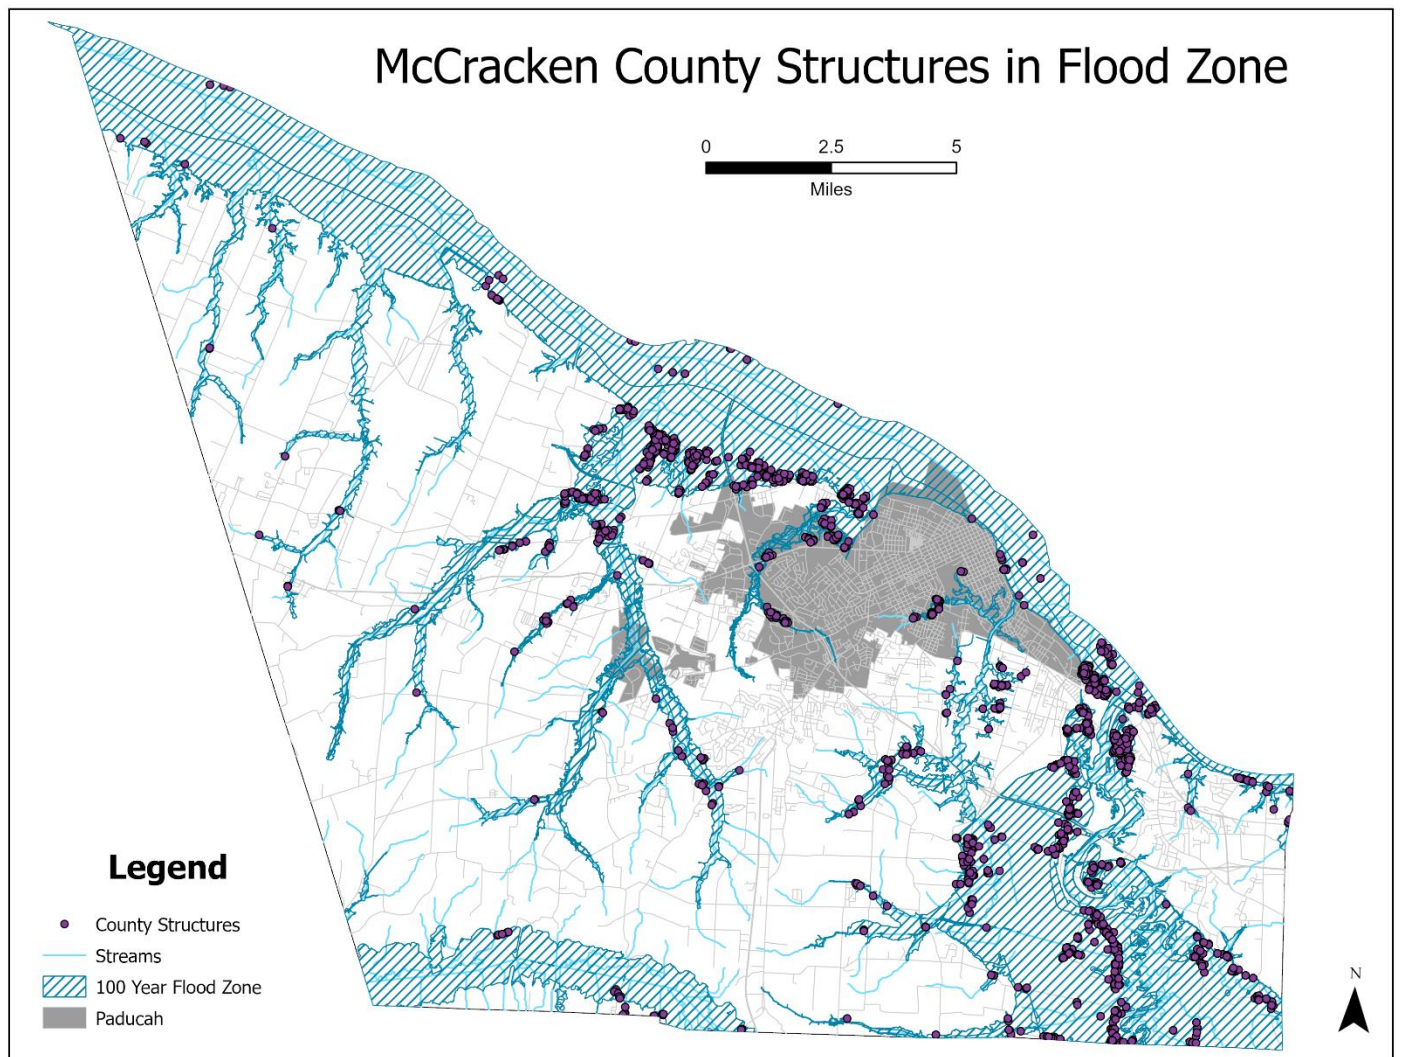 McCracken County Structures in Flood Zone
0 2.5 5
Miles
Legend
County Structures
Streams
100 Year Flood Zone
Paducah
N